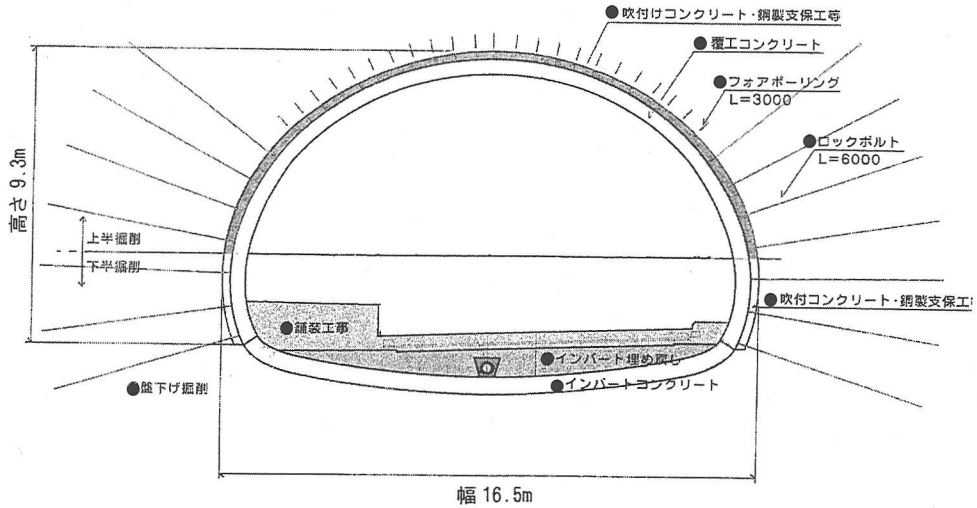 ●吹付けコンクリート・鋼製支保工等
●覆工コンクリート
●フォアポーリング
L=3000
●ロックボルト
L=6000
高さ9.3m
上半掘削
下半掘削
●吹付コンクリート・鋼製支保工等
●舗装工事
●インバート埋め戻し
●インバートコンクリート
●盤下げ掘削
幅16.5m